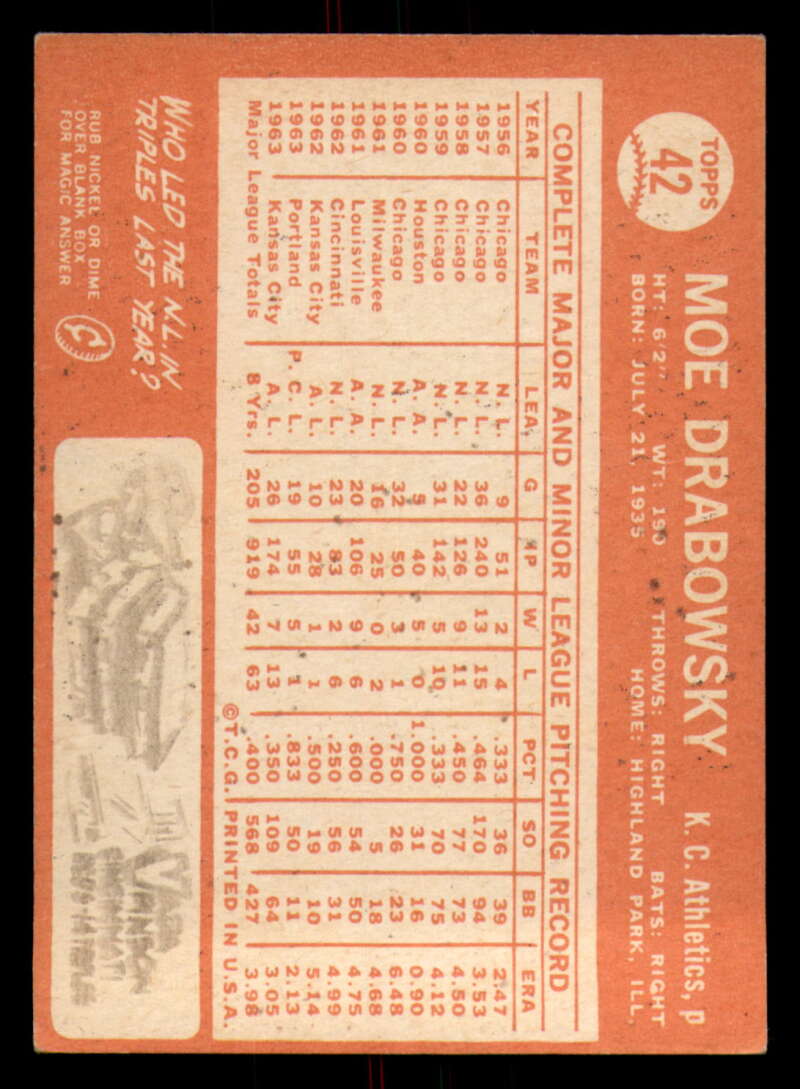 TOPPS
42
MOE DRABOWSKY K. C. Athletics, p
HT: 6'2" WT: 190 THROWS: RIGHT BATS: RIGHT
BORN: JULY 21, 1935 HOME: HIGHLAND PARK, ILL.
COMPLETE MAJOR AND MINOR LEAGUE PITCHING RECORD
YEAR TEAM LEA. G IP W L PCT SO BB ERA
1956 Chicago N. L. 9 51 2 4 .333 36 39 2.47
1957 Chicago N. L. 36 240 13 15 .464 170 94 3.53
1958 Chicago N. L. 22 126 9 11 .450 77 73 4.50
1959 Chicago N. L. 31 142 5 10 .333 70 75 4.12
1960 Houston A. A. 5 40 5 0 1.000 31 16 0.90
1960 Chicago N. L. 32 50 3 1 .750 26 23 6.48
1961 Milwaukee N. L. 16 25 0 2 .000 5 18 4.68
1961 Louisville A. A. 20 106 9 6 .600 54 50 4.75
1962 Cincinnati N. L. 23 83 2 6 .250 56 31 4.99
1962 Kansas City A. L. 10 28 1 1 .500 19 10 5.14
1963 Portland P. C. L. 19 55 5 1 .833 50 11 2.13
1963 Kansas City A. L. 26 174 7 13 .350 109 64 3.05
Major League Totals 8 Yrs. 205 919 42 63 .400 568 427 3.98
©T.C.G. PRINTED IN U.S.A.
WHO LED THE N.L. IN
TRIPLES LAST YEAR?
RUB NICKEL OR DIME
OVER BLANK BOX
FOR MAGIC ANSWER
VADA
PINSON
CINCINNATI